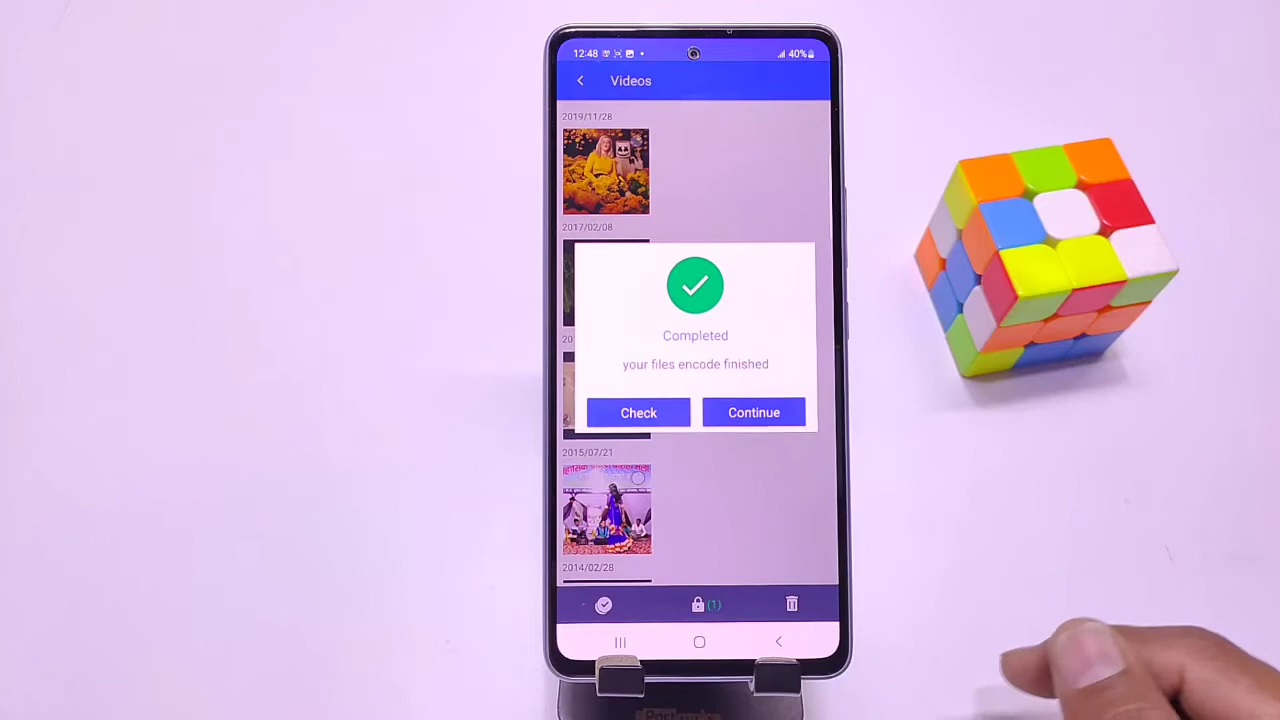 12:48
40%
Videos
2019/11/28
2017/02/08
Completed
your files encode finished
Check
Continue
2015/07/21
2014/02/28
(1)